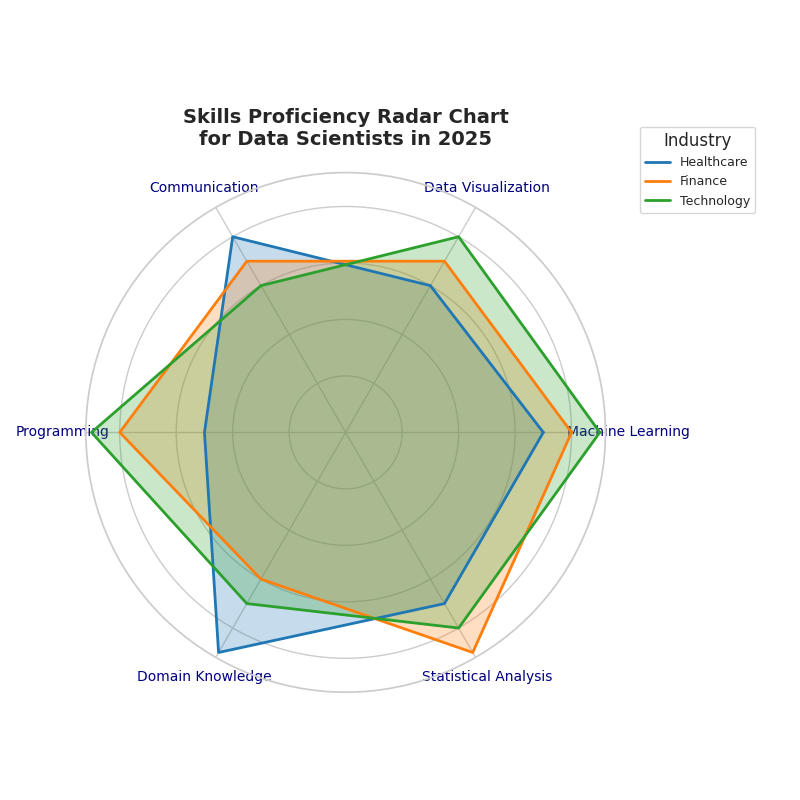 Skills Proficiency Radar Chart
for Data Scientists in 2025
Industry
Healthcare
Finance
Technology
Communication
Data Visualization
Programming
Machine Learning
Domain Knowledge
Statistical Analysis